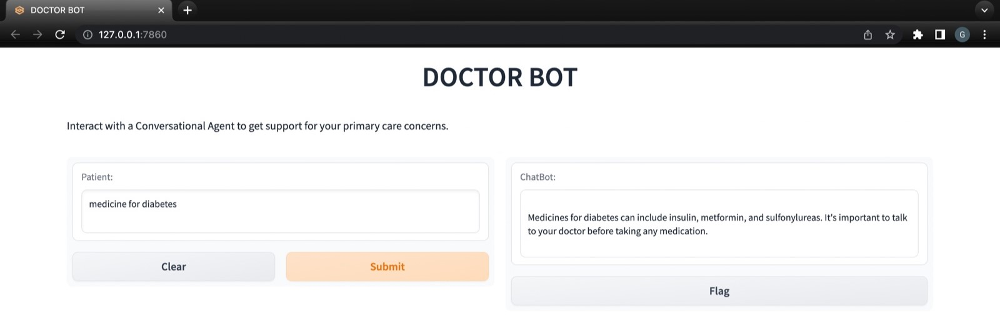 DOCTOR BOT
127.0.0.1:7860
G
DOCTOR BOT
Interact with a Conversational Agent to get support for your primary care concerns.
Patient:
medicine for diabetes
Clear
Submit
ChatBot:
Medicines for diabetes can include insulin, metformin, and sulfonylureas. It's important to talk
to your doctor before taking any medication.
Flag